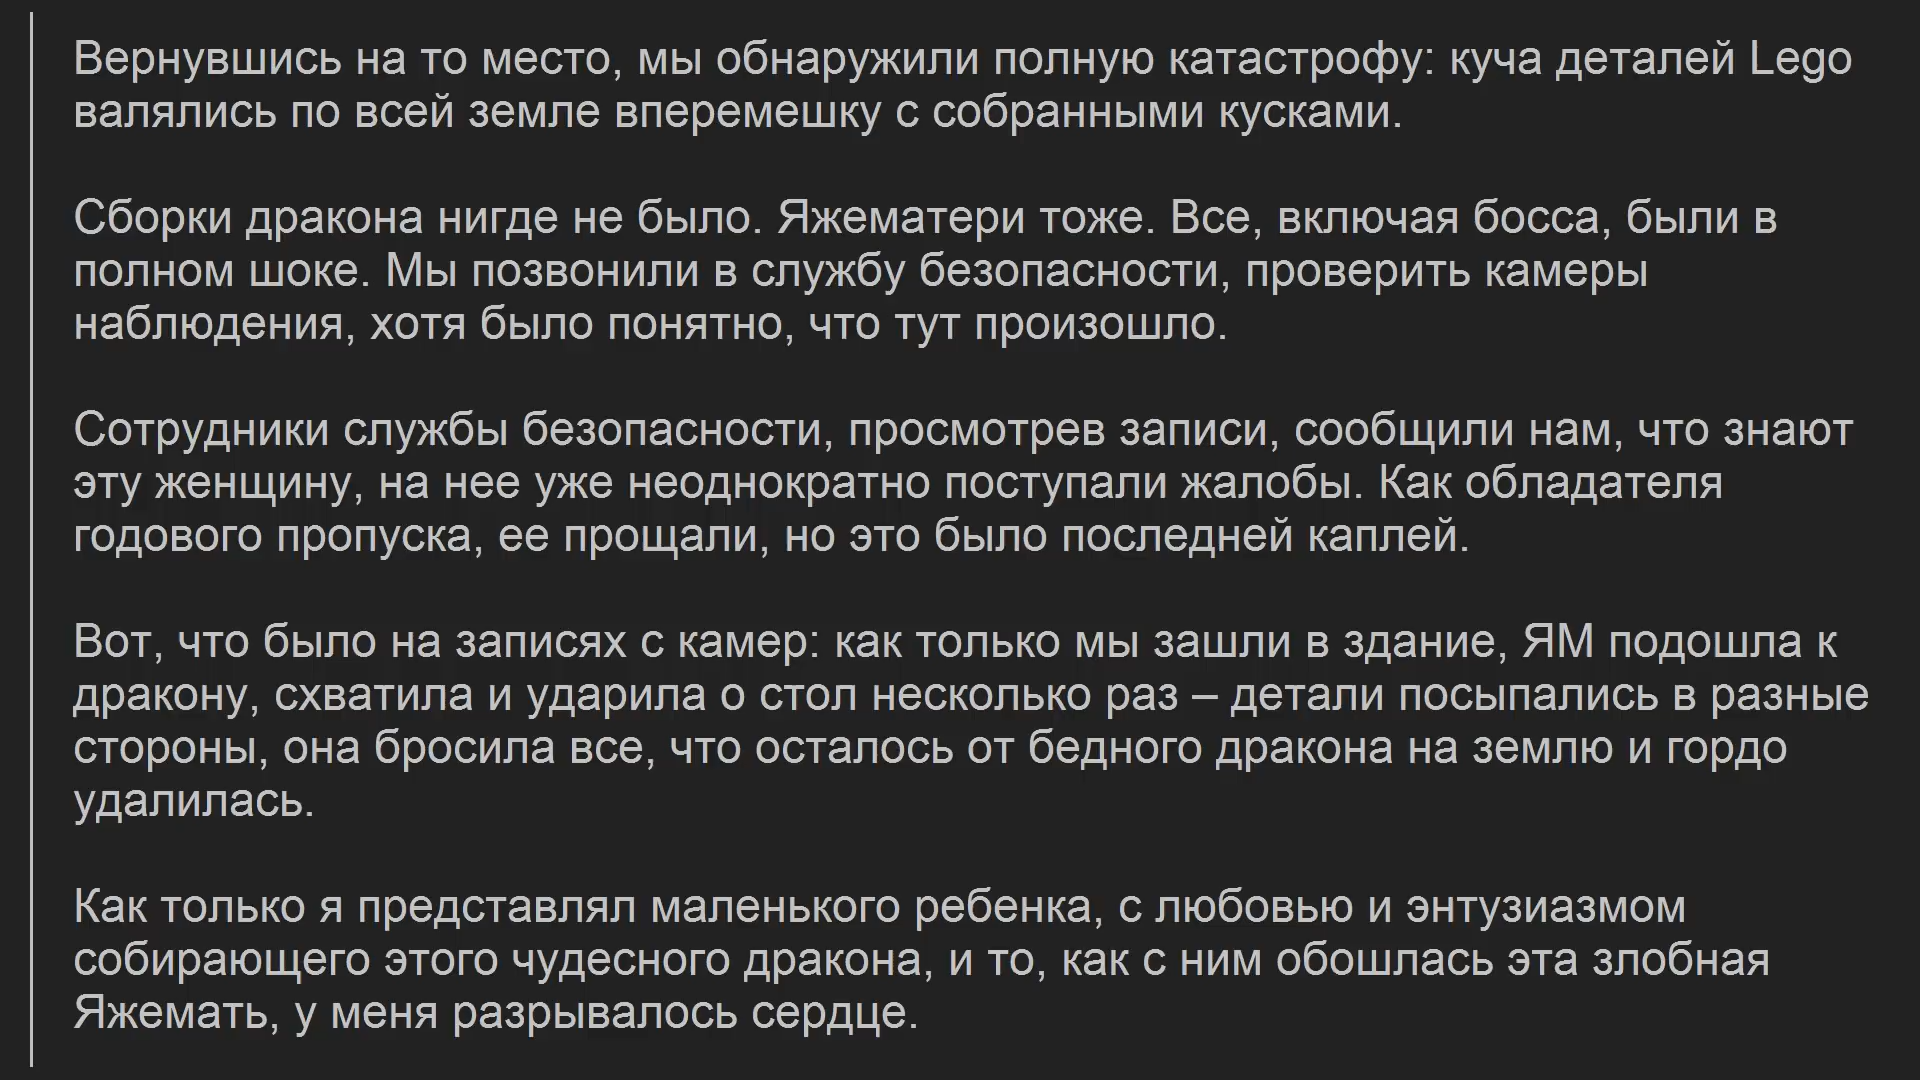 Вернувшись на то место, мы обнаружили полную катастрофу: куча деталей Lego
валялись по всей земле вперемешку с собранными кусками.
Сборки дракона нигде не было. Яжематери тоже. Все, включая босса, были в
полном шоке. Мы позвонили в службу безопасности, проверить камеры
наблюдения, хотя было понятно, что тут произошло.
Сотрудники службы безопасности, просмотрев записи, сообщили нам, что знают
эту женщину, на нее уже неоднократно поступали жалобы. Как обладателя
годового пропуска, ее прощали, но это было последней каплей.
Вот, что было на записях с камер: как только мы зашли в здание, ЯМ подошла к
дракону, схватила и ударила о стол несколько раз – детали посыпались в разные
стороны, она бросила все, что осталось от бедного дракона на землю и гордо
удалилась.
Как только я представлял маленького ребенка, с любовью и энтузиазмом
собирающего этого чудесного дракона, и то, как с ним обошлась эта злобная
Яжемать, у меня разрывалось сердце.